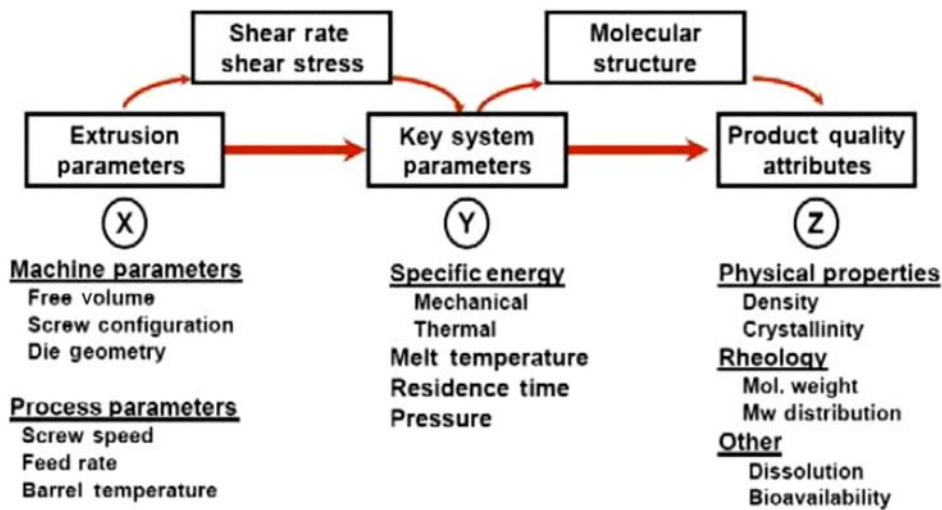 Shear rate
shear stress
Molecular
structure
Extrusion
parameters
Key system
parameters
Product quality
attributes
X
Y
Z
Machine parameters
Free volume
Screw configuration
Die geometry
Process parameters
Screw speed
Feed rate
Barrel temperature
Specific energy
Mechanical
Thermal
Melt temperature
Residence time
Pressure
Physical properties
Density
Crystallinity
Rheology
Mol. weight
Mw distribution
Other
Dissolution
Bioavailability